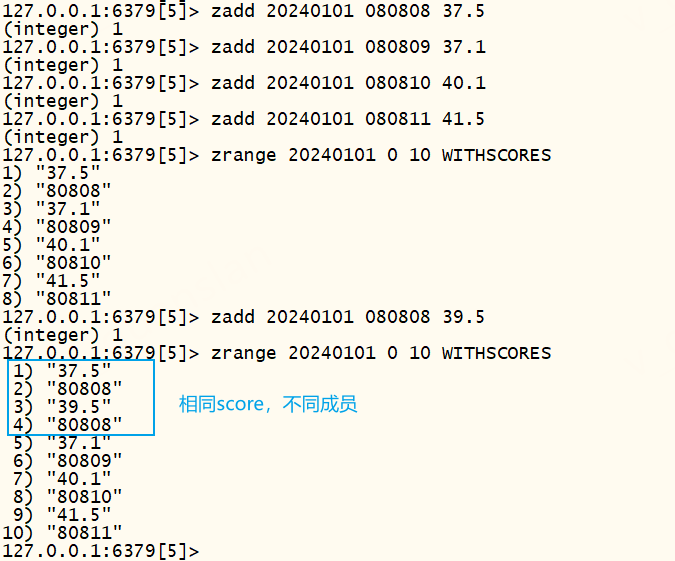 127.0.0.1:6379[5]> zadd 20240101 080808 37.5
(integer) 1
127.0.0.1:6379[5]> zadd 20240101 080809 37.1
(integer) 1
127.0.0.1:6379[5]> zadd 20240101 080810 40.1
(integer) 1
127.0.0.1:6379[5]> zadd 20240101 080811 41.5
(integer) 1
127.0.0.1:6379[5]> zrange 20240101 0 10 WITHSCORES
1) "37.5"
2) "80808"
3) "37.1"
4) "80809"
5) "40.1"
6) "80810"
7) "41.5"
8) "80811"
127.0.0.1:6379[5]> zadd 20240101 080808 39.5
(integer) 1
127.0.0.1:6379[5]> zrange 20240101 0 10 WITHSCORES
1) "37.5"
2) "80808"
3) "39.5"
相同score，不同成员
4) "80808"
5) "37.1"
6) "80809"
7) "40.1"
8) "80810"
9) "41.5"
10) "80811"
127.0.0.1:6379[5]>